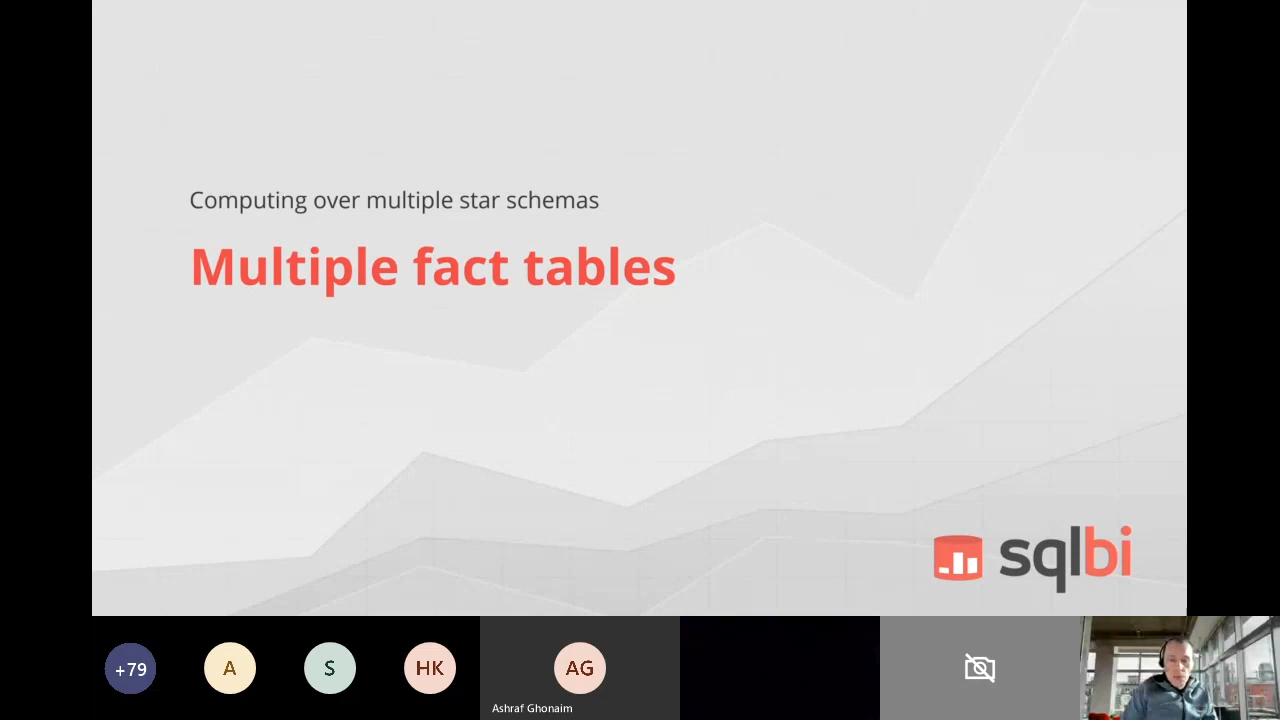 Computing over multiple star schemas
Multiple fact tables
sqlbi
+79
A
S
HK
AG
Ashraf Ghonaim